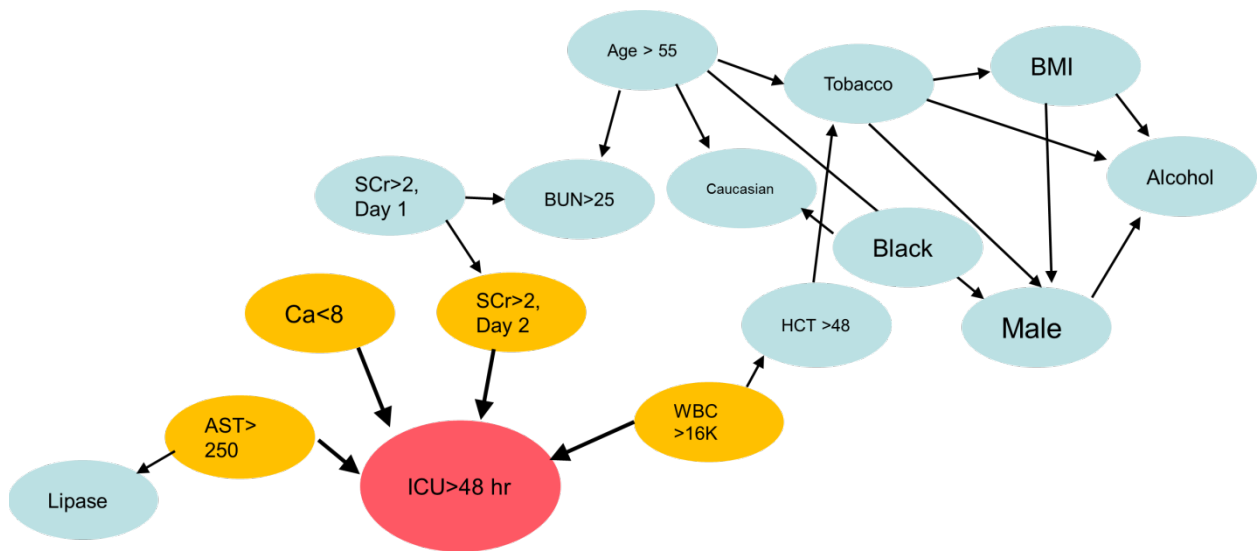 Age > 55
Tobacco
BMI
Alcohol
SCr>2,
Day 1
BUN>25
Caucasian
Black
Ca<8
SCr>2,
Day 2
HCT >48
Male
AST>
250
WBC
>16K
Lipase
ICU>48 hr